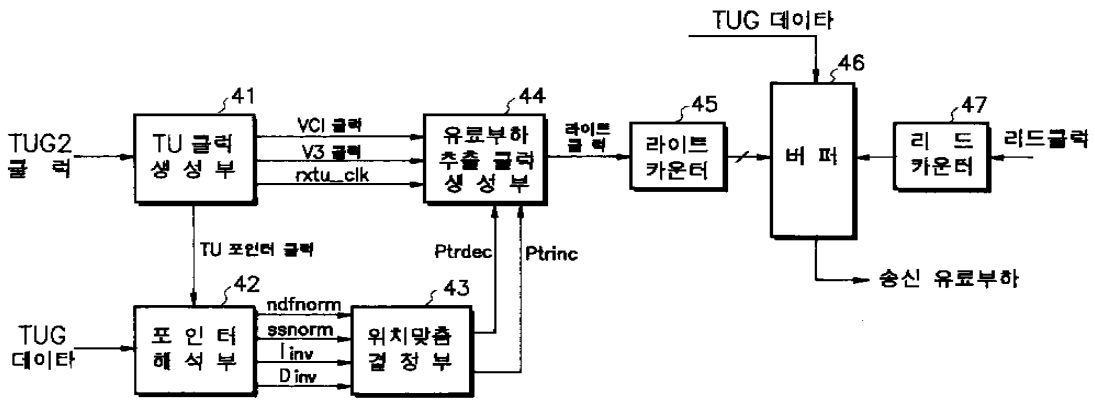 TUG 데이타
46
41
44
45
47
TUG2
클 럭
TU 클럭
생 성 부
VCI 클럭
V3 클럭
rxtu_clk
유료부하
추출 클럭
생 성 부
라이트
클 럭
라이트
카운터
버 퍼
리 드
카운터
리드클럭
TU 포인터 클럭
Ptrdec
Ptrinc
송신 유료부하
42
43
TUG
데이타
포 인 터
해 석 부
ndfnorm
ssnorm
I inv
D inv
위치맞춤
결 정 부